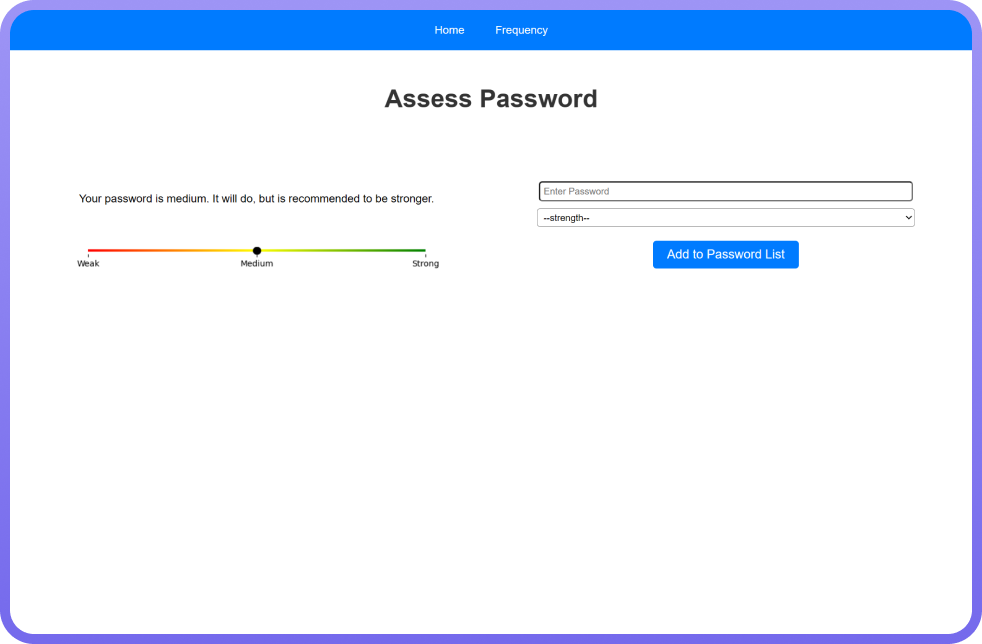 Home Frequency
Assess Password
Your password is medium. It will do, but is recommended to be stronger.
Weak Medium Strong
Enter Password
--strength--
Add to Password List